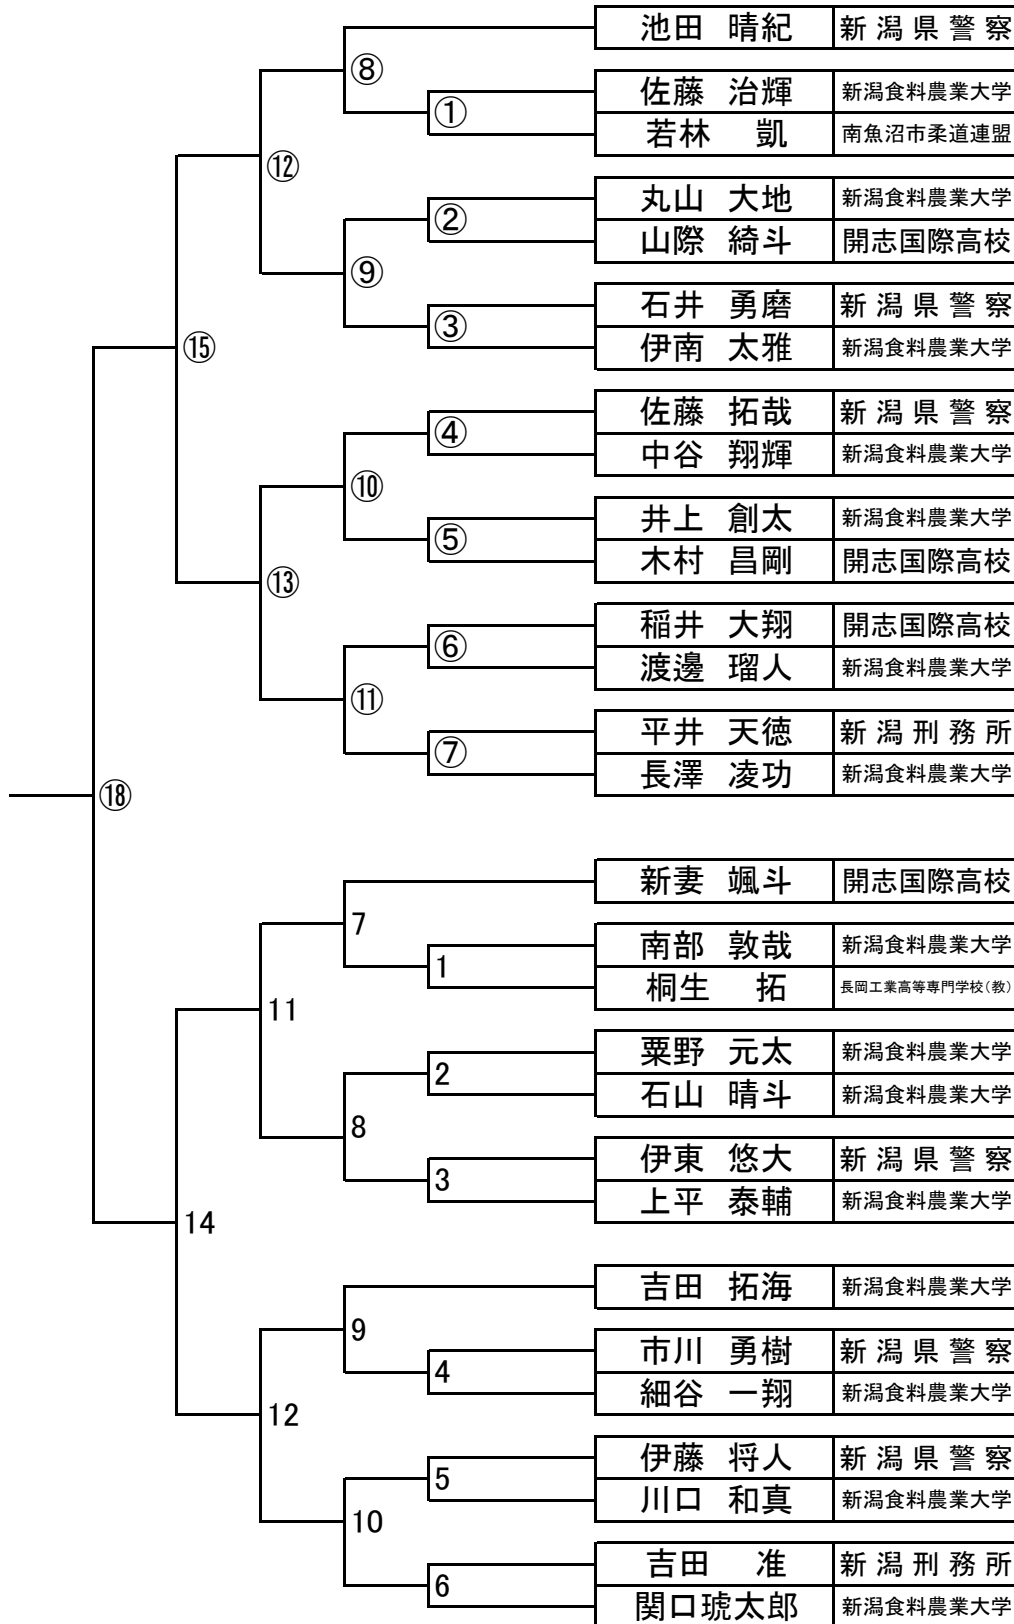 池田 晴紀 新潟県警察
⑧
佐藤 治輝 新潟食料農業大学
①
若林 凱 南魚沼市柔道連盟
⑫
丸山 大地 新潟食料農業大学
②
山際 綺斗 開志国際高校
⑨
石井 勇磨 新潟県警察
③
伊南 太雅 新潟食料農業大学
⑮
佐藤 拓哉 新潟県警察
④
中谷 翔輝 新潟食料農業大学
⑩
井上 創太 新潟食料農業大学
⑤
木村 昌剛 開志国際高校
⑬
稲井 大翔 開志国際高校
⑥
渡邊 瑠人 新潟食料農業大学
⑪
平井 天徳 新潟刑務所
⑦
長澤 凌功 新潟食料農業大学
⑱
新妻 颯斗 開志国際高校
7
南部 敦哉 新潟食料農業大学
1
桐生 拓 長岡工業高等専門学校(教)
11
粟野 元太 新潟食料農業大学
2
石山 晴斗 新潟食料農業大学
8
伊東 悠大 新潟県警察
3
上平 泰輔 新潟食料農業大学
14
吉田 拓海 新潟食料農業大学
9
市川 勇樹 新潟県警察
4
細谷 一翔 新潟食料農業大学
12
伊藤 将人 新潟県警察
5
川口 和真 新潟食料農業大学
10
吉田 准 新潟刑務所
6
関口琥太郎 新潟食料農業大学